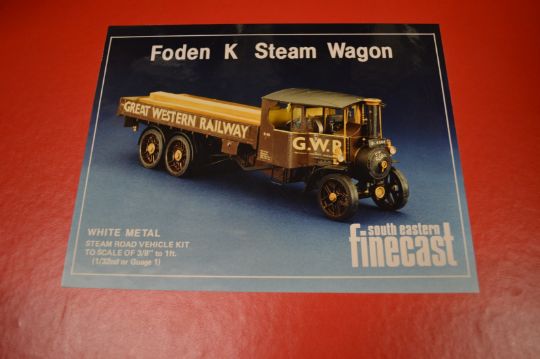 Foden K Steam Wagon
GREAT WESTERN RAILWAY
G.W.R
WHITE METAL
STEAM ROAD VEHICLE KIT
TO SCALE OF 3/8" to 1ft.
(1/32nd or Gauge 1)
south eastern
finecast